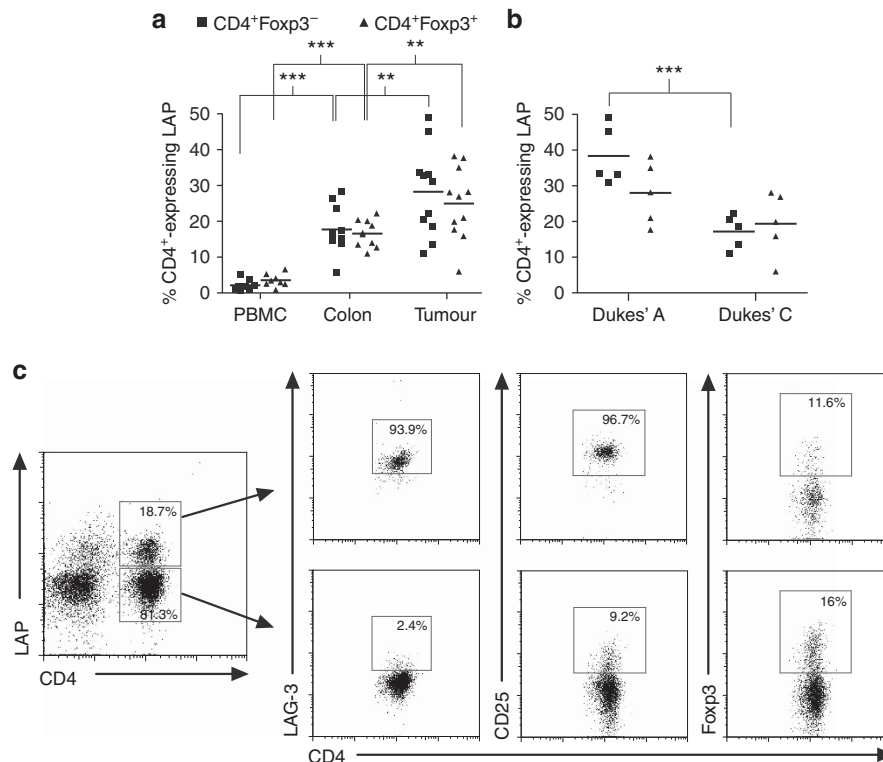 a
■ CD4⁺Foxp3⁻
▲ CD4⁺Foxp3⁺
***
**
***
**
% CD4⁺-expressing LAP
50
40
30
20
10
0
PBMC
Colon
Tumour
b
***
% CD4⁺-expressing LAP
50
40
30
20
10
0
Dukes' A
Dukes' C
c
LAP
18.7%
81.3%
CD4
LAG-3
93.9%
2.4%
CD25
96.7%
9.2%
Foxp3
11.6%
16%
CD4